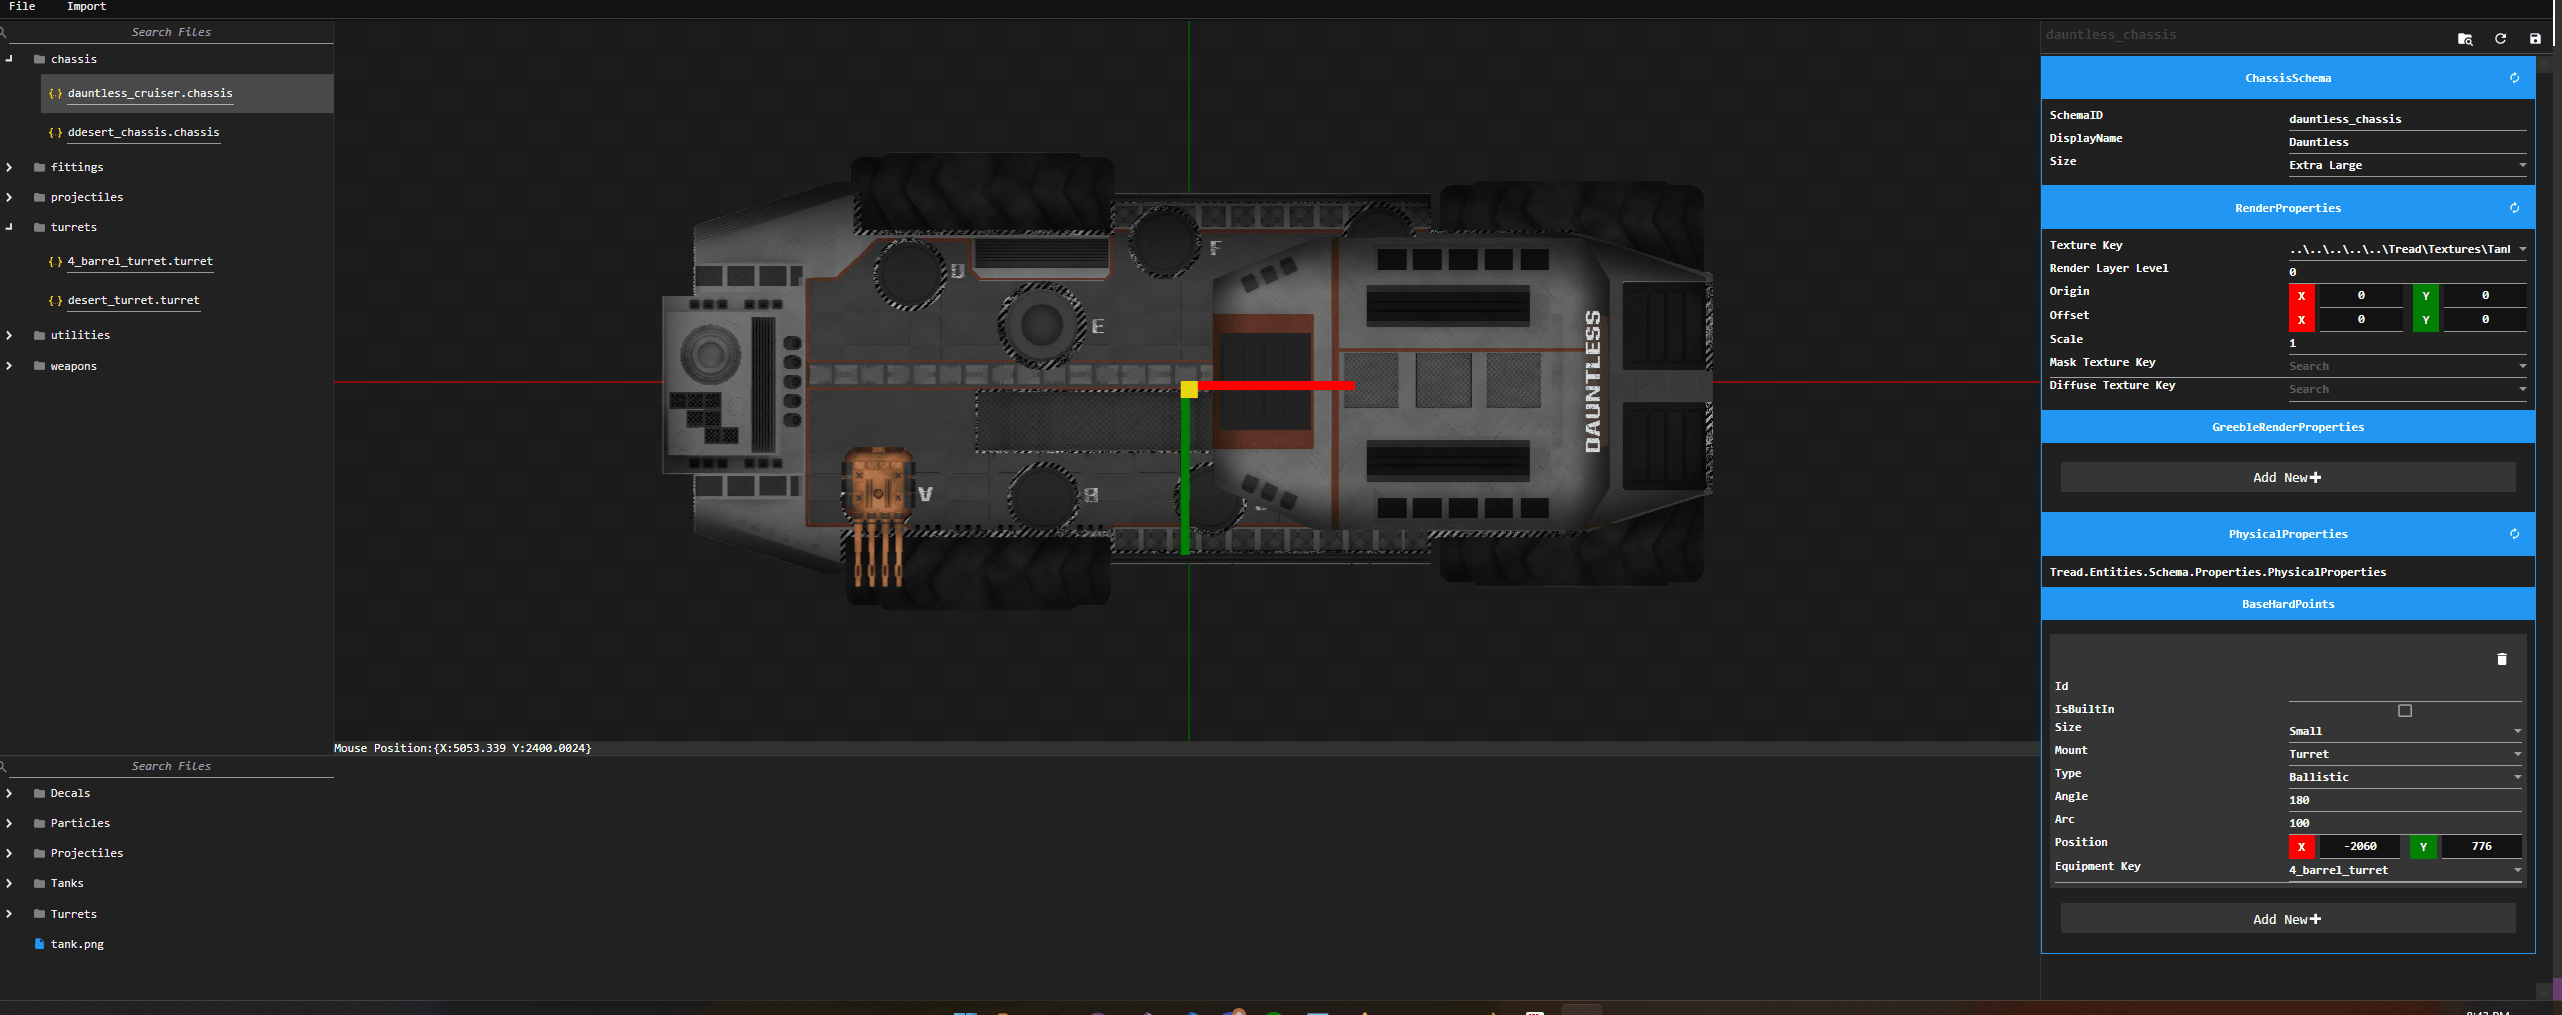 File Import
Search Files
chassis
dauntless_cruiser.chassis
ddesert_chassis.chassis
fittings
projectiles
turrets
4_barrel_turret.turret
desert_turret.turret
utilities
weapons
DAUNTLESS
E
A
B
Mouse Position:{X:5053.339 Y:2400.0024}
Search Files
Decals
Particles
Projectiles
Tanks
Turrets
tank.png
dauntless_chassis
ChassisSchema
SchemaID dauntless_chassis
DisplayName Dauntless
Size Extra Large
RenderProperties
Texture Key ..\..\..\..\..\Tread\Textures\Tan
Render Layer Level 0
Origin X 0 Y 0
Offset X 0 Y 0
Scale 1
Mask Texture Key Search
Diffuse Texture Key Search
GreebleRenderProperties
Add New+
PhysicalProperties
Tread.Entities.Schema.Properties.PhysicalProperties
BaseHardPoints
Id
IsBuiltIn
Size Small
Mount Turret
Type Ballistic
Angle 180
Arc 100
Position X -2060 Y 776
Equipment Key 4_barrel_turret
Add New+